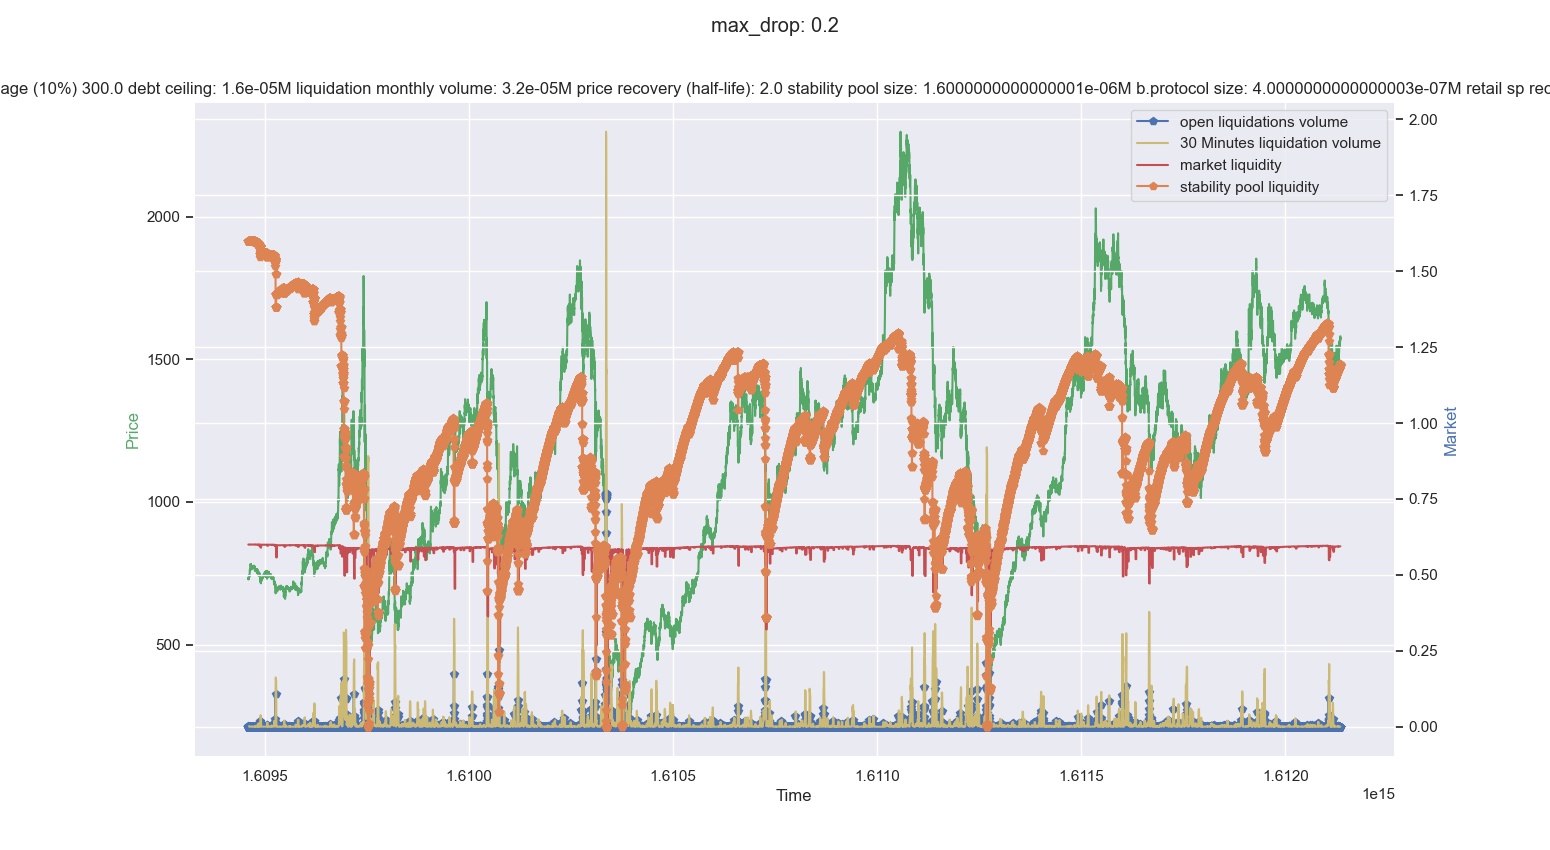 max_drop: 0.2
age (10%) 300.0 debt ceiling: 1.6e-05M liquidation monthly volume: 3.2e-05M price recovery (half-life): 2.0 stability pool size: 1.6000000000000001e-06M b.protocol size: 4.0000000000000003e-07M retail sp rec
open liquidations volume
30 Minutes liquidation volume
market liquidity
stability pool liquidity
2000
1500
1000
500
Price
2.00
1.75
1.50
1.25
1.00
0.75
0.50
0.25
0.00
Market
1.6095
1.6100
1.6105
1.6110
1.6115
1.6120
Time
1e15